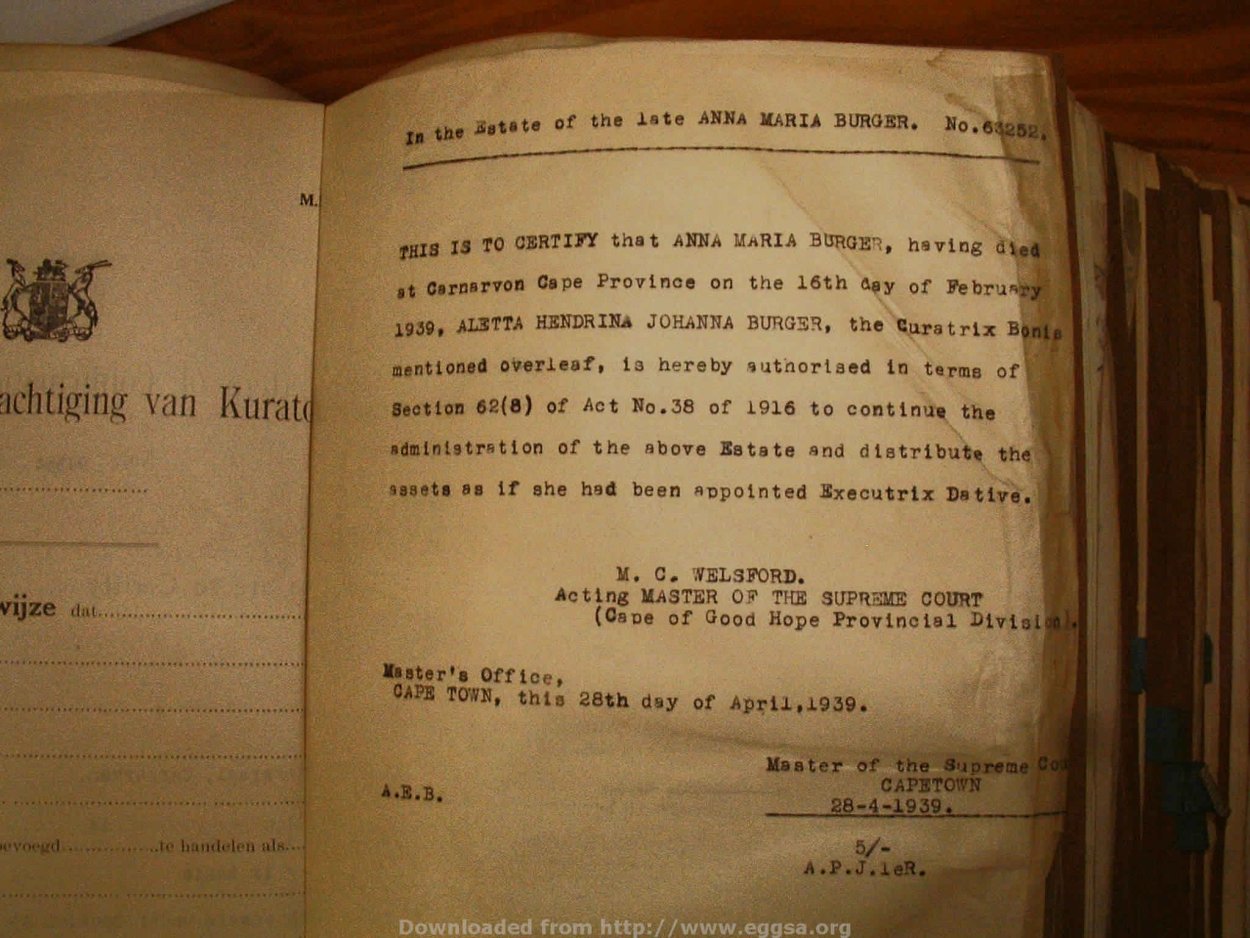 M.
achtiging van Kurato
wijze dat
bevoegd te handelen als
In the Estate of the late ANNA MARIA BURGER. No.63252.
THIS IS TO CERTIFY that ANNA MARIA BURGER, having died
at Carnarvon Cape Province on the 16th day of February
1939, ALETTA HENDRINA JOHANNA BURGER, the Curatrix Bonis
mentioned overleaf, is hereby authorised in terms of
Section 62(8) of Act No.38 of 1916 to continue the
administration of the above Estate and distribute the
assets as if she had been appointed Executrix Dative.
M. C. WELSFORD.
Acting MASTER OF THE SUPREME COURT
(Cape of Good Hope Provincial Division).
Master's Office,
CAPE TOWN, this 28th day of April,1939.
A.E.B.
Master of the Supreme Cou
CAPETOWN
28-4-1939.
5/-
A.P.J.leR.
Downloaded from http://www.eggsa.org